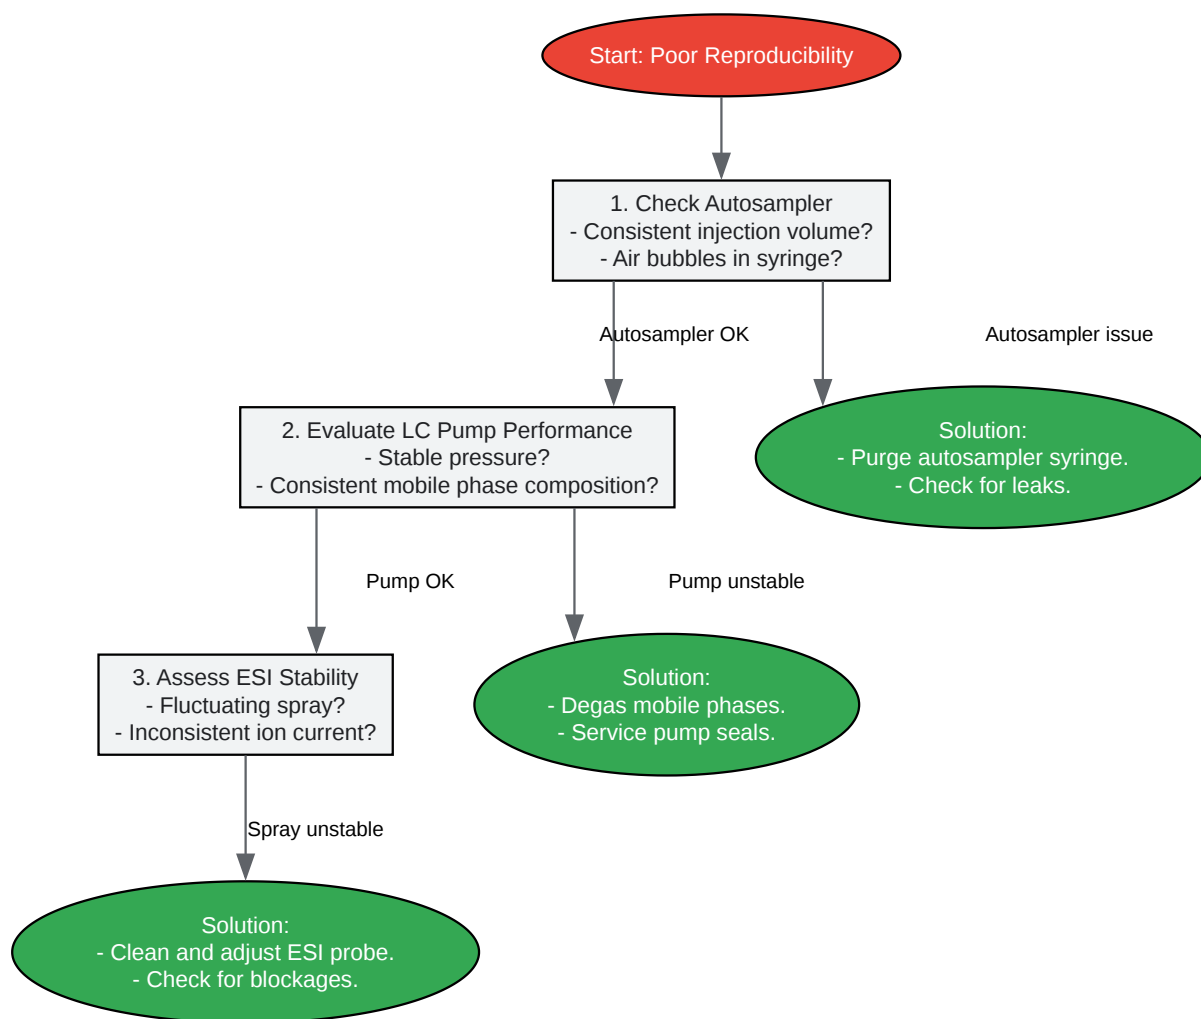 Start: Poor Reproducibility
1. Check Autosampler
- Consistent injection volume?
- Air bubbles in syringe?
Autosampler OK
Autosampler issue
2. Evaluate LC Pump Performance
- Stable pressure?
- Consistent mobile phase composition?
Solution:
- Purge autosampler syringe.
- Check for leaks.
Pump OK
Pump unstable
3. Assess ESI Stability
- Fluctuating spray?
- Inconsistent ion current?
Solution:
- Degas mobile phases.
- Service pump seals.
Spray unstable
Solution:
- Clean and adjust ESI probe.
- Check for blockages.